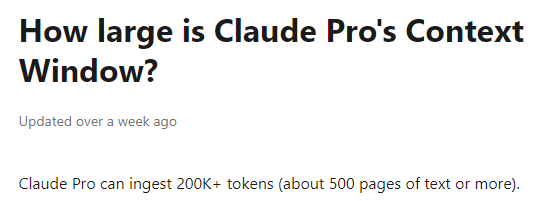 How large is Claude Pro's Context
Window?
Updated over a week ago
Claude Pro can ingest 200K+ tokens (about 500 pages of text or more).